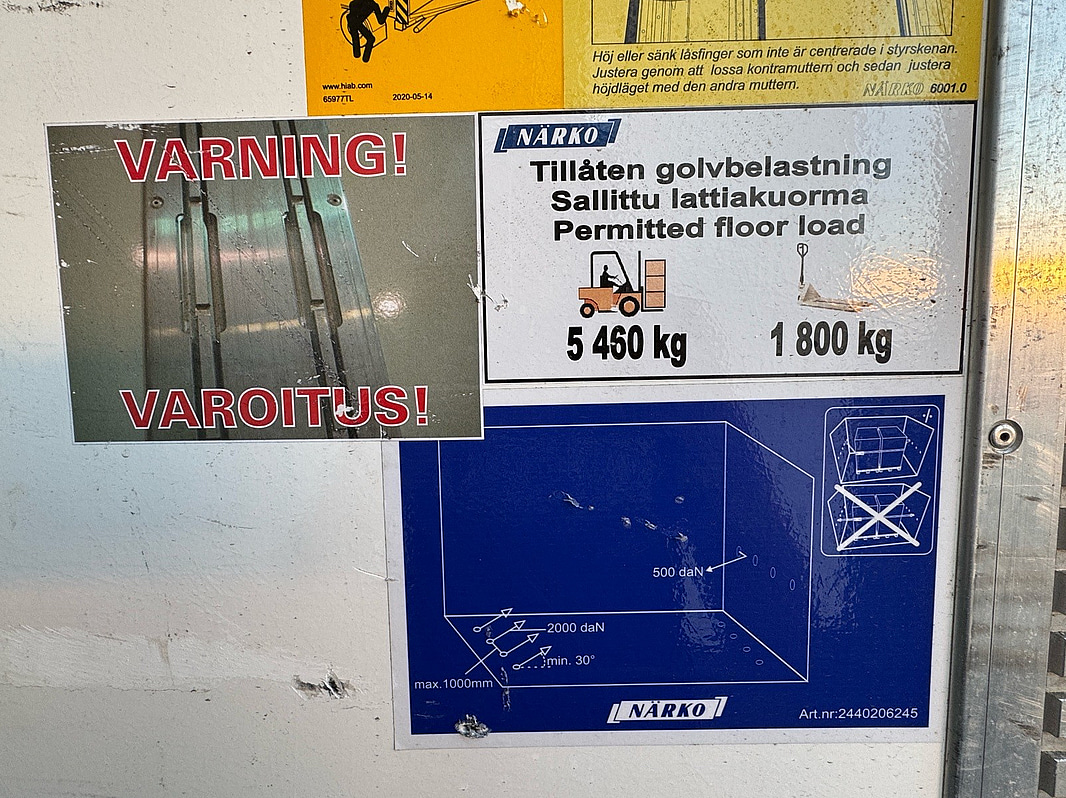 www.hiab.com
65977TL 2020-05-14
Höj eller sänk låsfinger som inte är centrerade i styrskenan.
Justera genom att lossa kontramuttern och sedan justera
höjdläget med den andra muttern.
NÄRKO 6001.0
VARNING!
VAROITUS!
NÄRKO
Tillåten golvbelastning
Sallittu lattiakuorma
Permitted floor load
5 460 kg 1 800 kg
500 daN
2000 daN
min. 30°
max.1000mm
NÄRKO
Art.nr:2440206245